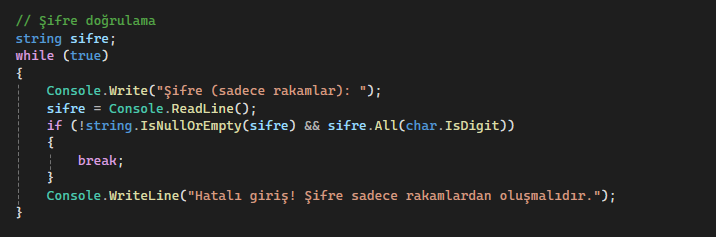 // Şifre doğrulama
string sifre;
while (true)
{
Console.Write("Şifre (sadece rakamlar): ");
sifre = Console.ReadLine();
if (!string.IsNullOrEmpty(sifre) && sifre.All(char.IsDigit))
{
break;
}
Console.WriteLine("Hatalı giriş! Şifre sadece rakamlardan oluşmalıdır.");
}